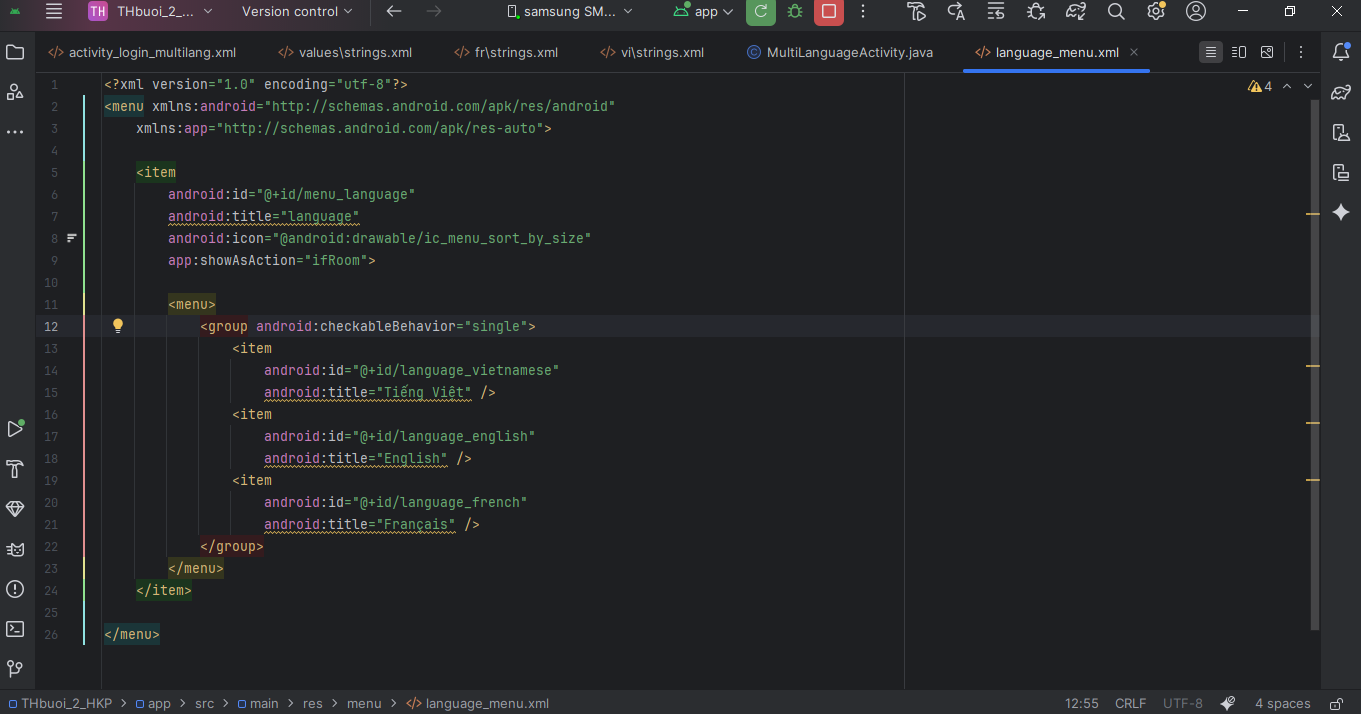 TH THbuoi_2_... Version control samsung SM... app
activity_login_multilang.xml values\strings.xml fr\strings.xml vi\strings.xml MultiLanguageActivity.java language_menu.xml
4
1 <?xml version="1.0" encoding="utf-8"?>
2 <menu xmlns:android="http://schemas.android.com/apk/res/android"
3 xmlns:app="http://schemas.android.com/apk/res-auto">
4
5 <item
6 android:id="@+id/menu_language"
7 android:title="language"
8 android:icon="@android:drawable/ic_menu_sort_by_size"
9 app:showAsAction="ifRoom">
10
11 <menu>
12 <group android:checkableBehavior="single">
13 <item
14 android:id="@+id/language_vietnamese"
15 android:title="Tiếng Việt" />
16 <item
17 android:id="@+id/language_english"
18 android:title="English" />
19 <item
20 android:id="@+id/language_french"
21 android:title="Français" />
22 </group>
23 </menu>
24 </item>
25
26 </menu>
THbuoi_2_HKP > app > src > main > res > menu > language_menu.xml 12:55 CRLF UTF-8 4 spaces